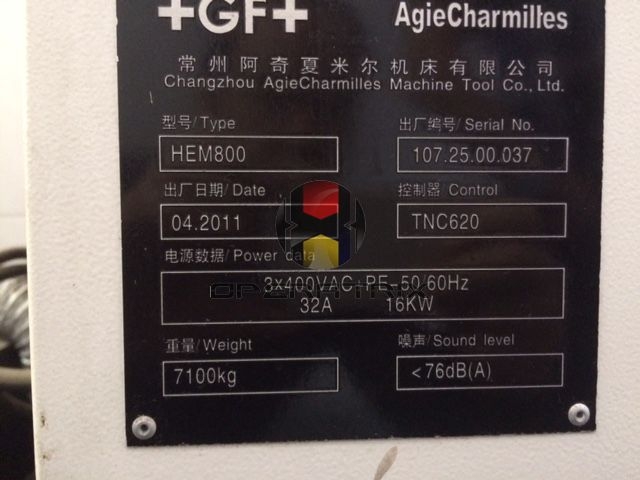 +GF+ AgieCharmilles
常州阿奇夏米尔机床有限公司
Changzhou AgieCharmilles Machine Tool Co., Ltd.
型号/Type
HEM800
出厂编号/ Serial No.
107.25.00.037
出厂日期/ Date
04.2011
控制器/ Control
TNC620
电源数据/ Power data
3x400VAC+PE-50/60Hz
32A 16KW
重量/ Weight
7100kg
噪声/ Sound level
<76dB(A)